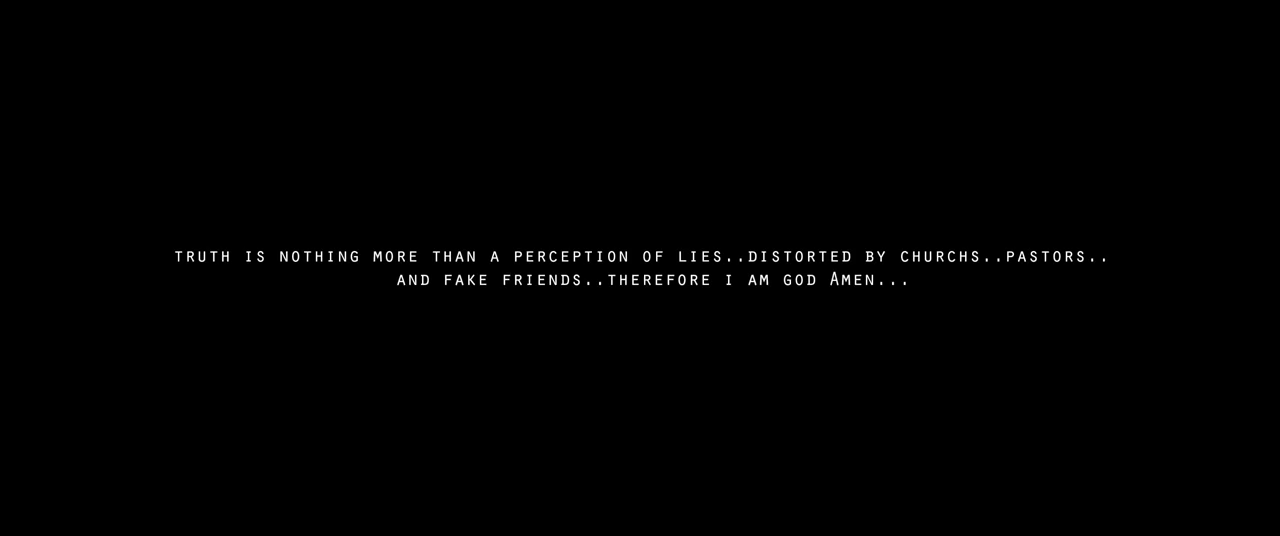 TRUTH IS NOTHING MORE THAN A PERCEPTION OF LIES..DISTORTED BY CHURCHS..PASTORS..
AND FAKE FRIENDS..THEREFORE I AM GOD AMEN...